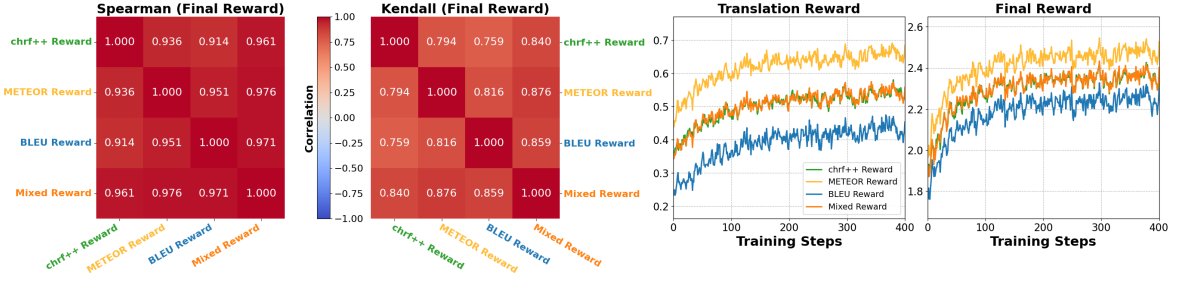 Spearman (Final Reward)
chrf++ Reward
METEOR Reward
BLEU Reward
Mixed Reward
1.000 0.936 0.914 0.961
0.936 1.000 0.951 0.976
0.914 0.951 1.000 0.971
0.961 0.976 0.971 1.000
chrf++ Reward
METEOR Reward
BLEU Reward
Mixed Reward
1.00
0.75
0.50
0.25
0.00
−0.25
−0.50
−0.75
−1.00
Correlation
Kendall (Final Reward)
1.000 0.794 0.759 0.840
0.794 1.000 0.816 0.876
0.759 0.816 1.000 0.859
0.840 0.876 0.859 1.000
chrf++ Reward
METEOR Reward
BLEU Reward
Mixed Reward
chrf++ Reward
METEOR Reward
BLEU Reward
Mixed Reward
Translation Reward
0.7
0.6
0.5
0.4
0.3
0.2
0 100 200 300 400
Training Steps
chrf++ Reward
METEOR Reward
BLEU Reward
Mixed Reward
Final Reward
2.6
2.4
2.2
2.0
1.8
1.6
0 100 200 300 400
Training Steps